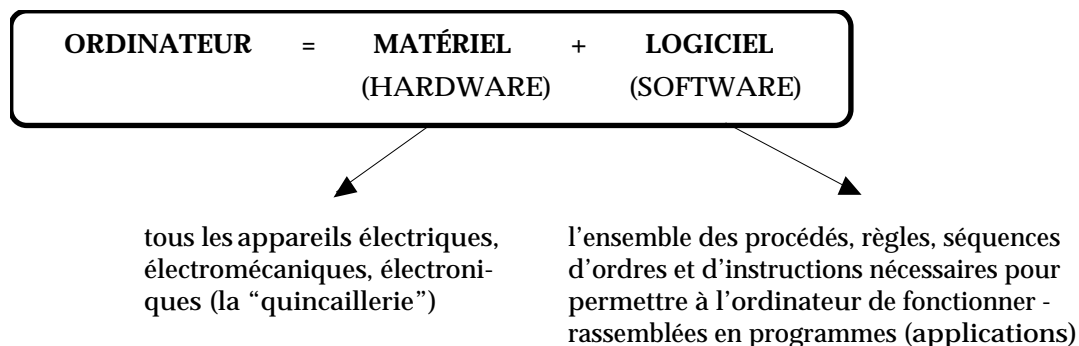 ORDINATEUR = MATÉRIEL + LOGICIEL
(HARDWARE) (SOFTWARE)
tous les appareils électriques,
électromécaniques, électroni-
ques (la “quincaillerie”)
l’ensemble des procédés, règles, séquences
d’ordres et d’instructions nécessaires pour
permettre à l’ordinateur de fonctionner -
rassemblées en programmes (applications)